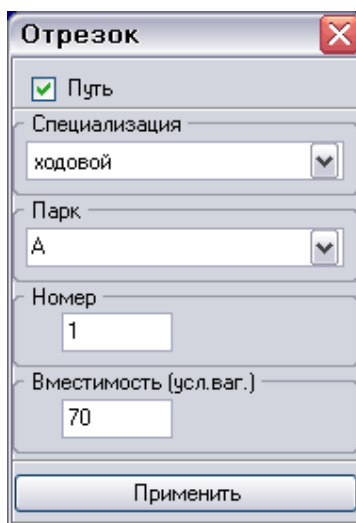 Отрезок
Путь
Специализация
ходовой
Парк
А
Номер
1
Вместимость (усл.ваг.)
70
Применить